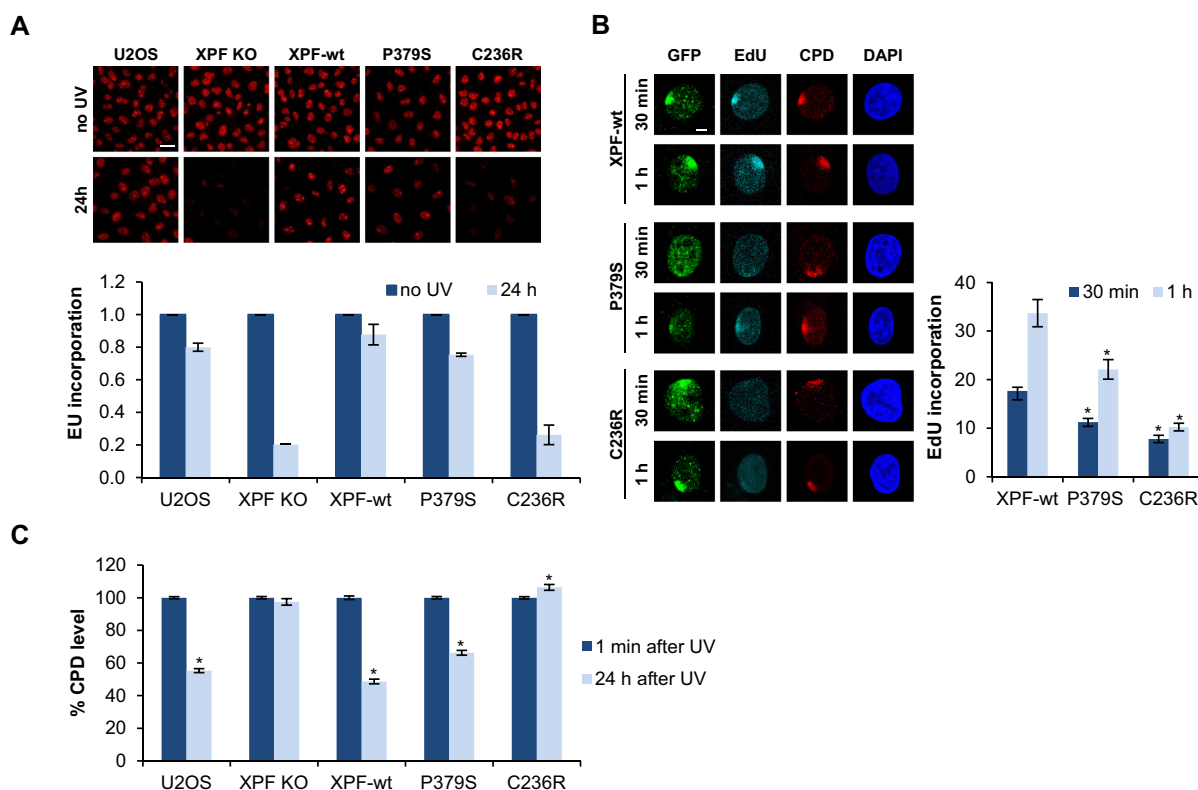 A
U2OS XPF KO XPF-wt P379S C236R
no UV
24h
no UV 24 h
EU incorporation
1.2
1.0
0.8
0.6
0.4
0.2
0.0
U2OS XPF KO XPF-wt P379S C236R
B
GFP EdU CPD DAPI
XPF-wt
30 min
1 h
P379S
30 min
1 h
C236R
30 min
1 h
30 min 1 h
EdU incorporation
40
30
20
10
0
* * * *
XPF-wt P379S C236R
C
% CPD level
120
100
80
60
40
20
0
* * * *
1 min after UV
24 h after UV
U2OS XPF KO XPF-wt P379S C236R